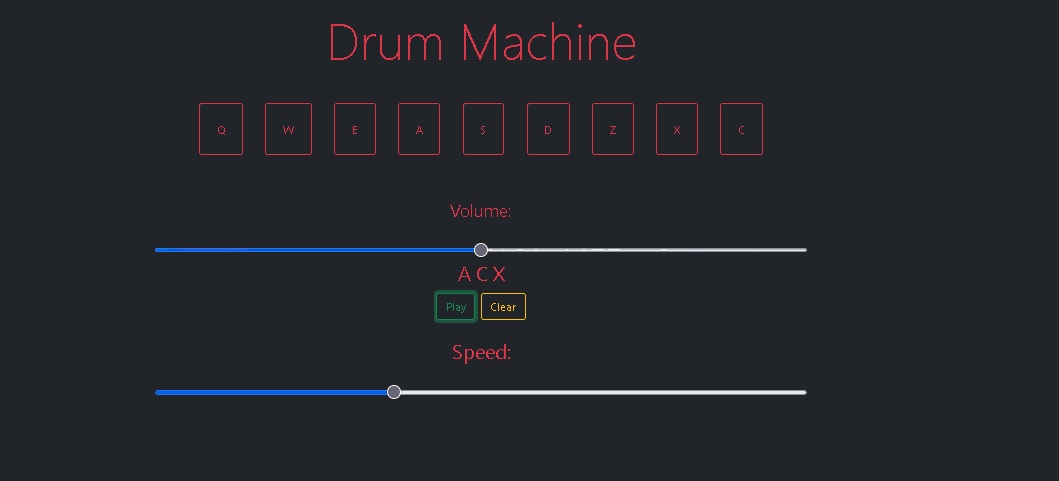 Drum Machine
Q W E A S D Z X C
Volume:
A C X
Play Clear
Speed: